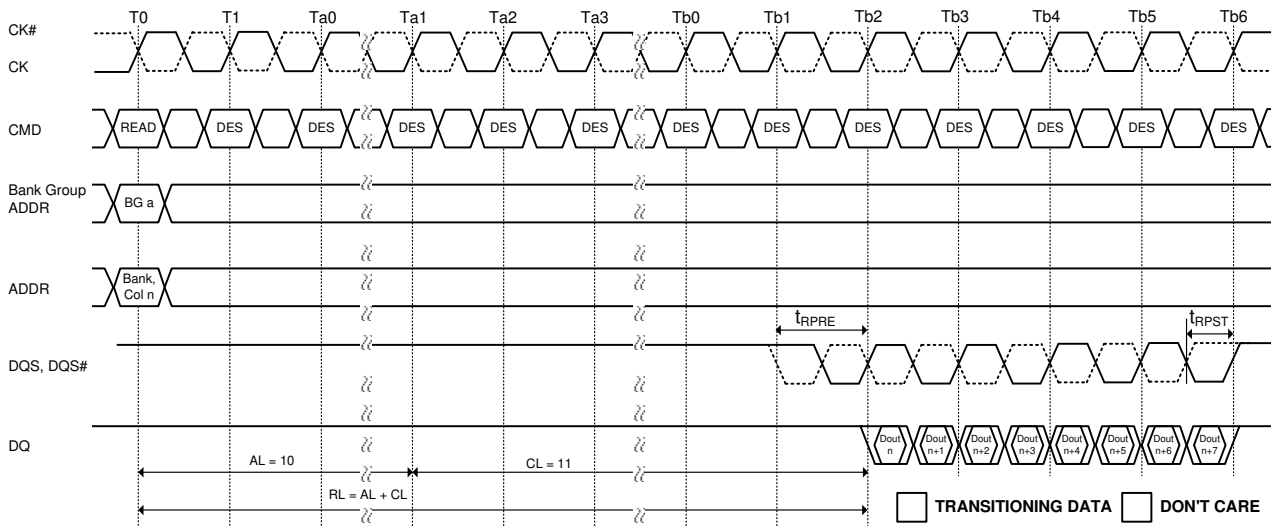 T0 T1 Ta0 Ta1 Ta2 Ta3 Tb0 Tb1 Tb2 Tb3 Tb4 Tb5 Tb6
CK#
CK
CMD READ DES DES DES DES DES DES DES DES DES DES DES DES
Bank Group
ADDR
BG a
ADDR
Bank,
Col n
tRPRE tRPST
DQS, DQS#
DQ
Dout n Dout n+1 Dout n+2 Dout n+3 Dout n+4 Dout n+5 Dout n+6 Dout n+7
AL = 10 CL = 11
RL = AL + CL
TRANSITIONING DATA DON'T CARE